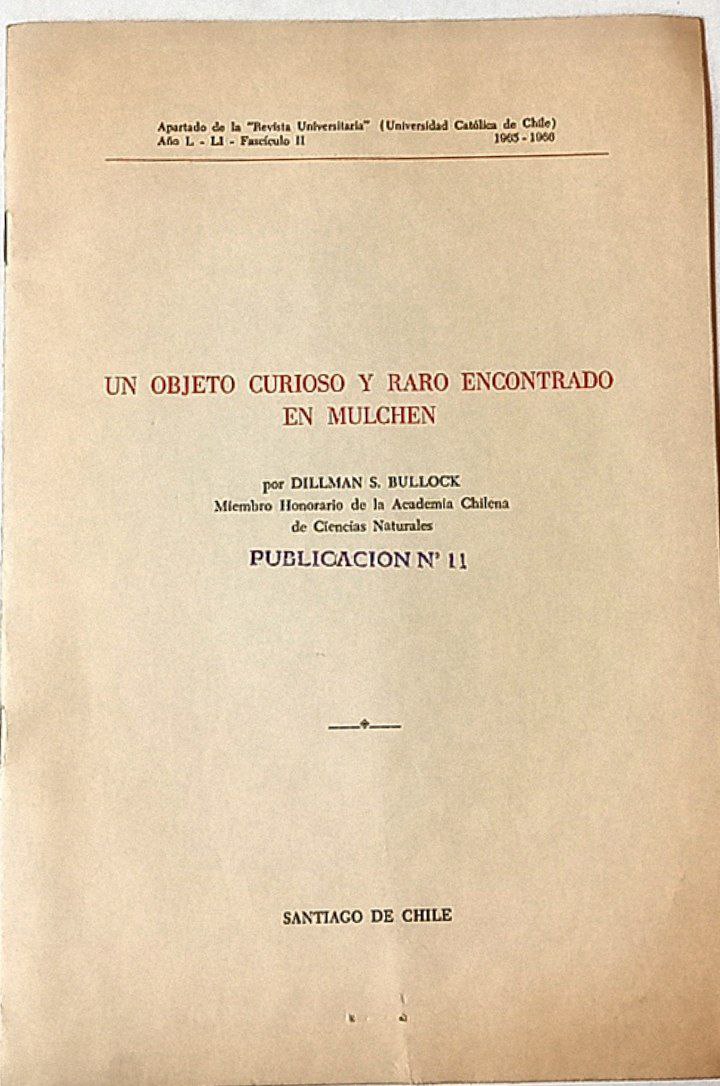 Apartado de la "Revista Universitaria" (Universidad Católica de Chile)
Año L - LI - Fascículo II 1965 - 1966
UN OBJETO CURIOSO Y RARO ENCONTRADO
EN MULCHEN
por DILLMAN S. BULLOCK
Miembro Honorario de la Academia Chilena
de Ciencias Naturales
PUBLICACION Nº 11
SANTIAGO DE CHILE